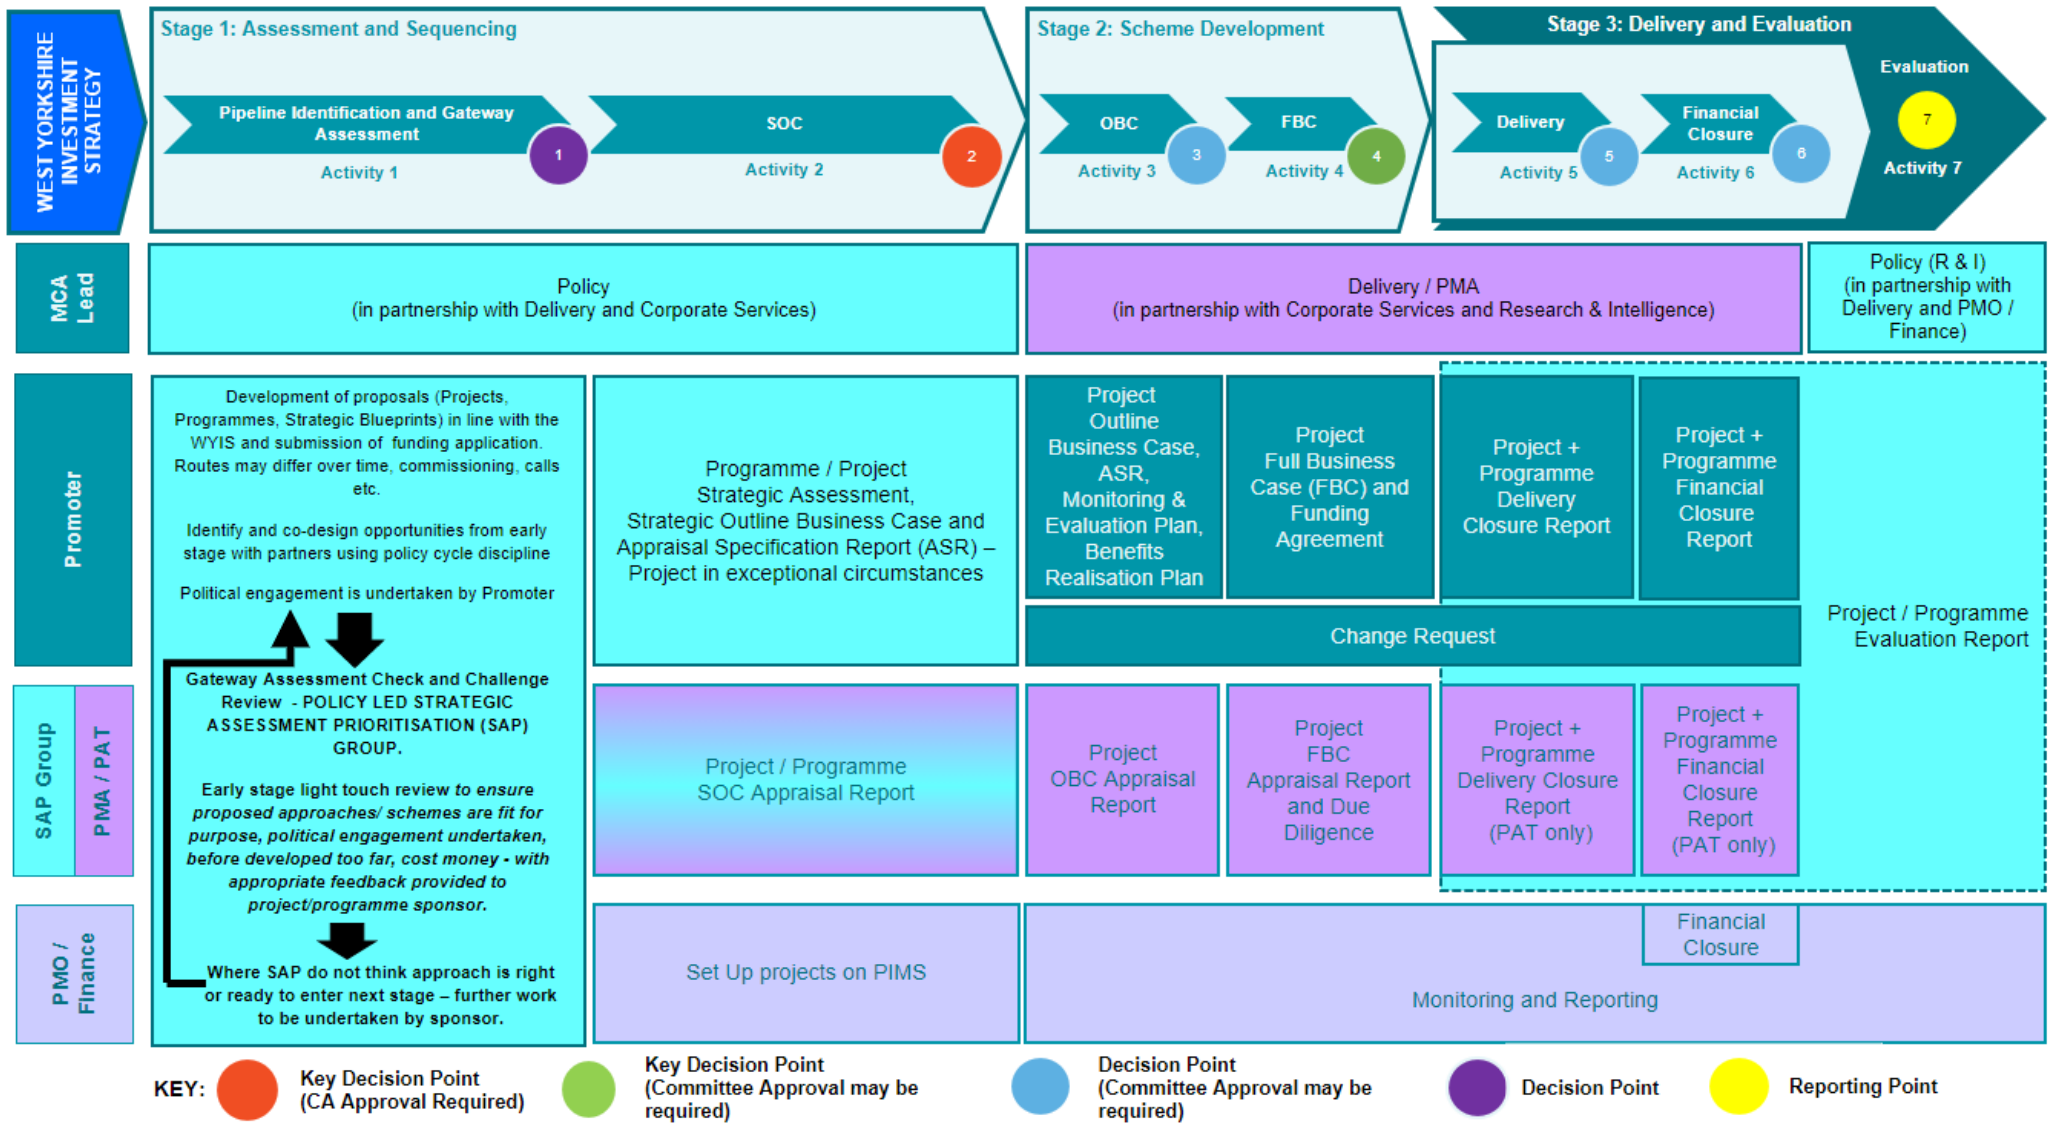 WEST YORKSHIRE
INVESTMENT
STRATEGY
Stage 1: Assessment and Sequencing
Pipeline Identification and Gateway
Assessment
1
Activity 1
SOC
2
Activity 2
Stage 2: Scheme Development
OBC
3
Activity 3
FBC
4
Activity 4
Stage 3: Delivery and Evaluation
Delivery
5
Activity 5
Financial
Closure
6
Activity 6
Evaluation
7
Activity 7
MCA
Lead
Policy
(in partnership with Delivery and Corporate Services)
Delivery / PMA
(in partnership with Corporate Services and Research & Intelligence)
Policy (R & I)
(in partnership with
Delivery and PMO /
Finance)
Promoter
Development of proposals (Projects,
Programmes, Strategic Blueprints) in line with the
WYIS and submission of funding application.
Routes may differ over time, commissioning, calls
etc.
Identify and co-design opportunities from early
stage with partners using policy cycle discipline
Political engagement is undertaken by Promoter
Gateway Assessment Check and Challenge
Review - POLICY LED STRATEGIC
ASSESSMENT PRIORITISATION (SAP)
GROUP.
Early stage light touch review to ensure
proposed approaches/ schemes are fit for
purpose, political engagement undertaken,
before developed too far, cost money - with
appropriate feedback provided to
project/programme sponsor.
Where SAP do not think approach is right
or ready to enter next stage – further work
to be undertaken by sponsor.
Programme / Project
Strategic Assessment,
Strategic Outline Business Case and
Appraisal Specification Report (ASR) –
Project in exceptional circumstances
Project
Outline
Business Case,
ASR,
Monitoring &
Evaluation Plan,
Benefits
Realisation Plan
Project
Full Business
Case (FBC) and
Funding
Agreement
Project +
Programme
Delivery
Closure Report
Project +
Programme
Financial
Closure
Report
Change Request
Project / Programme
Evaluation Report
SAP Group
PMA / PAT
Project / Programme
SOC Appraisal Report
Project
OBC Appraisal
Report
Project
FBC
Appraisal Report
and Due
Diligence
Project +
Programme
Delivery Closure
Report
(PAT only)
Project +
Programme
Financial
Closure
Report
(PAT only)
PMO /
Finance
Set Up projects on PIMS
Financial
Closure
Monitoring and Reporting
KEY:
Key Decision Point
(CA Approval Required)
Key Decision Point
(Committee Approval may be
required)
Decision Point
(Committee Approval may be
required)
Decision Point
Reporting Point